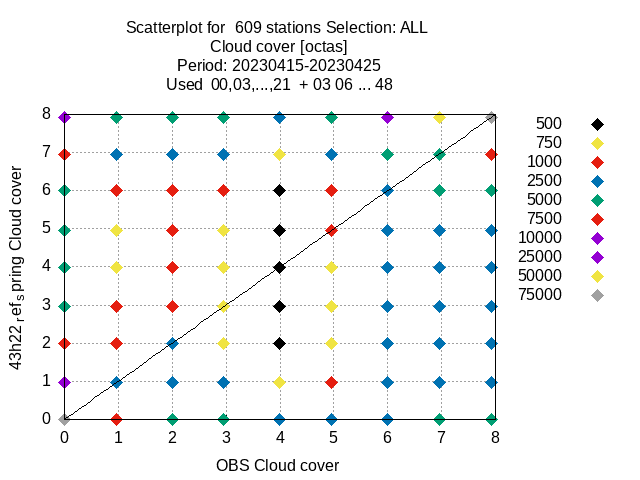 Scatterplot for  609 stations Selection: ALL
Cloud cover [octas]
Period: 20230415-20230425
Used  00,03,...,21  + 03 06 ... 48
8
7
6
5
4
3
2
1
0
0 1 2 3 4 5 6 7 8
43h22ref spring Cloud cover
OBS Cloud cover
500
750
1000
2500
5000
7500
10000
25000
50000
75000